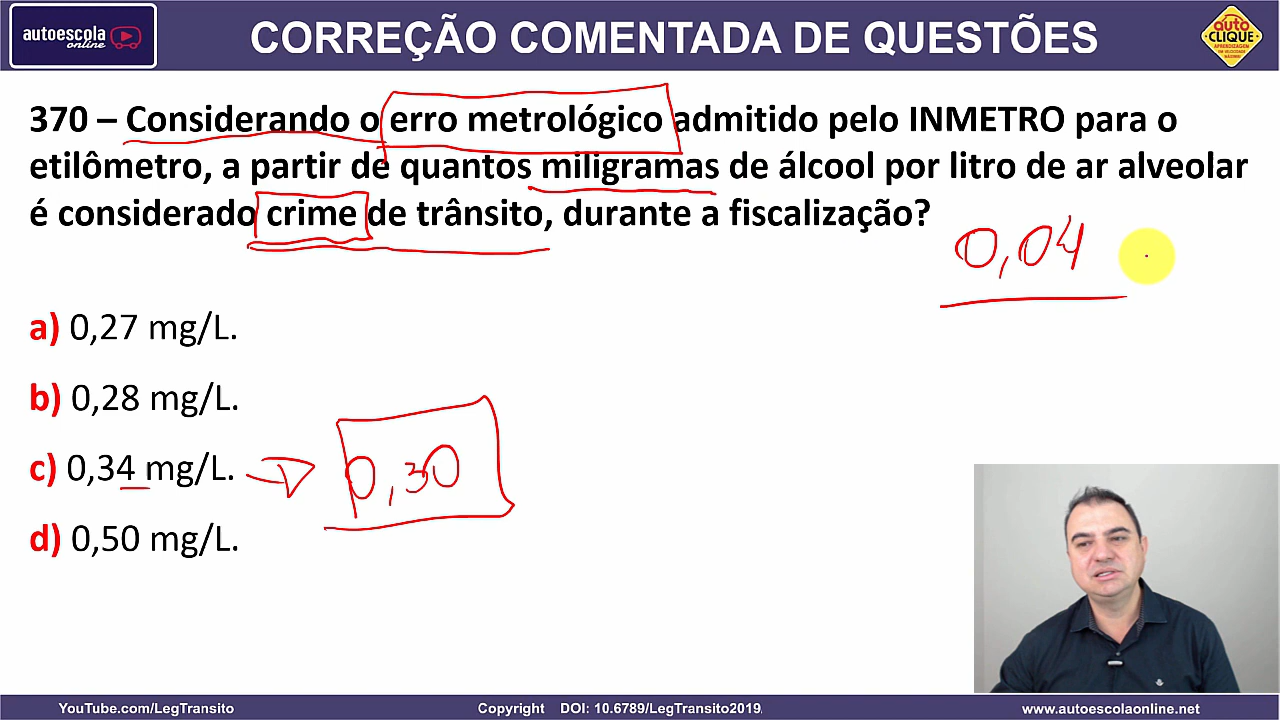 autoescola
online
CORREÇÃO COMENTADA DE QUESTÕES
auto
CLIQUE
370 – Considerando o erro metrológico admitido pelo INMETRO para o
etilômetro, a partir de quantos miligramas de álcool por litro de ar alveolar
é considerado crime de trânsito, durante a fiscalização?
0,04
a) 0,27 mg/L.
b) 0,28 mg/L.
c) 0,34 mg/L.
0,30
d) 0,50 mg/L.
YouTube.com/LegTransito
Copyright DOI: 10.6789/LegTransito2019
www.autoescolaonline.net